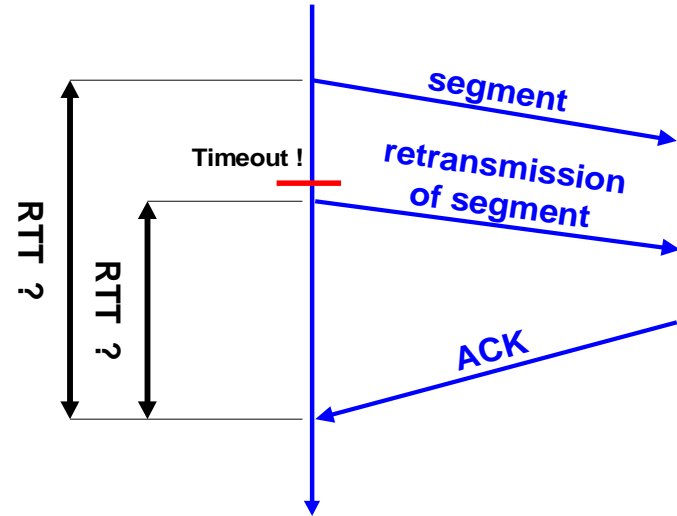 segment
Timeout !
retransmission
of segment
RTT ?
RTT ?
ACK